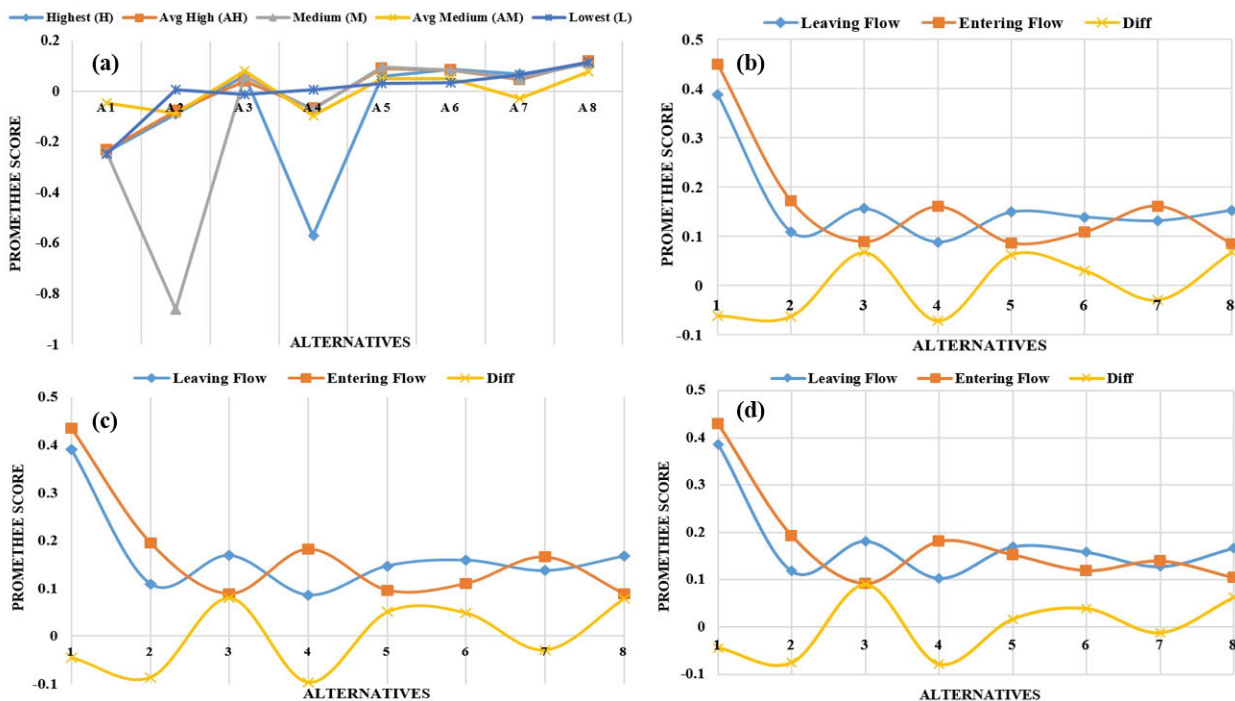 Highest (H) Avg High (AH) Medium (M) Avg Medium (AM) Lowest (L)
(a)
0.2
0
-0.2
-0.4
-0.6
-0.8
-1
A 1 A 2 A 3 A 4 A 5 A 6 A 7 A 8
PROMETHEE SCORE
ALTERNATIVES
Leaving Flow Entering Flow Diff
(b)
0.5
0.4
0.3
0.2
0.1
0
-0.1
1 2 3 4 5 6 7 8
PROMETHEE SCORE
ALTERNATIVES
Leaving Flow Entering Flow Diff
(c)
0.5
0.4
0.3
0.2
0.1
0
-0.1
1 2 3 4 5 6 7 8
PROMETHEE SCORE
ALTERNATIVES
Leaving Flow Entering Flow Diff
(d)
0.5
0.4
0.3
0.2
0.1
0
-0.1
1 2 3 4 5 6 7 8
PROMETHEE SCORE
ALTERNATIVES